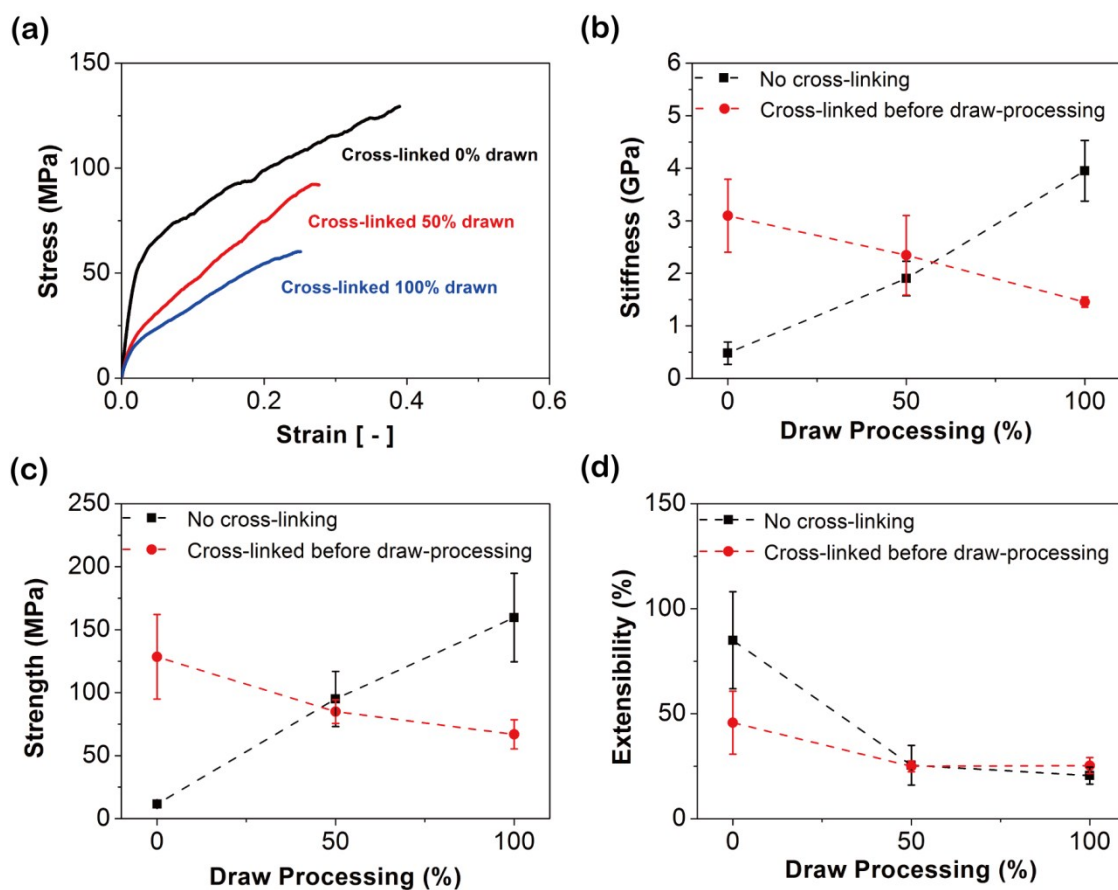 (a)
150
100
50
0
Stress (MPa)
Cross-linked 0% drawn
Cross-linked 50% drawn
Cross-linked 100% drawn
0.0
0.2
0.4
0.6
Strain [ - ]
(b)
6
5
4
3
2
1
0
Stiffness (GPa)
No cross-linking
Cross-linked before draw-processing
0
50
100
Draw Processing (%)
(c)
250
200
150
100
50
0
Strength (MPa)
No cross-linking
Cross-linked before draw-processing
0
50
100
Draw Processing (%)
(d)
150
100
50
0
Extensibility (%)
No cross-linking
Cross-linked before draw-processing
0
50
100
Draw Processing (%)